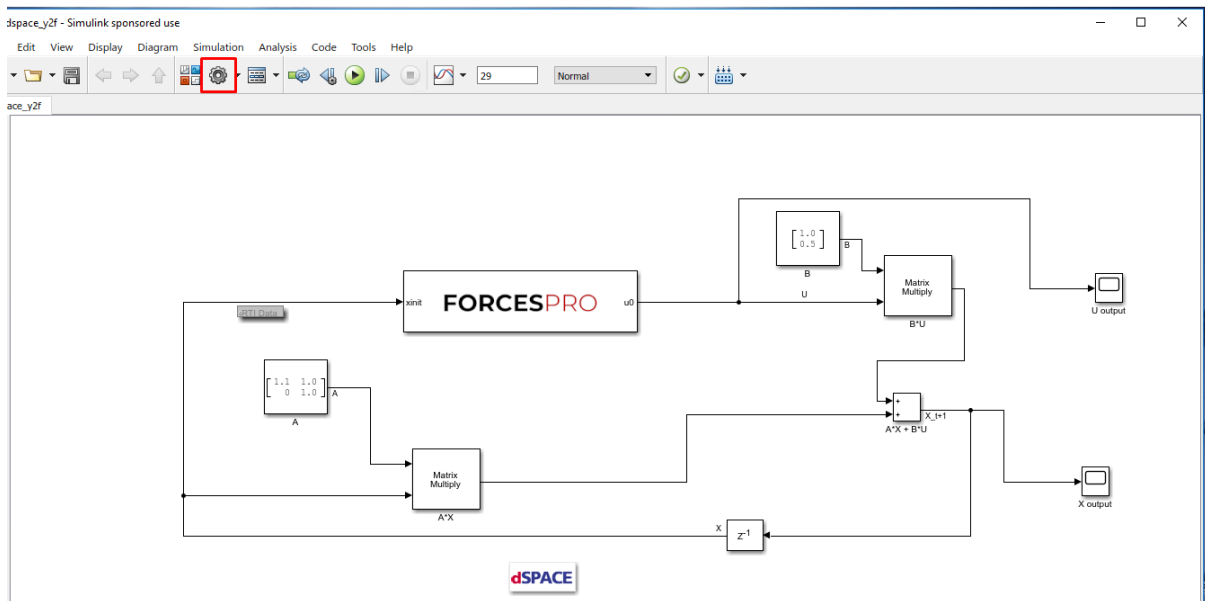 dspace_y2f - Simulink sponsored use
Edit View Display Diagram Simulation Analysis Code Tools Help
29 Normal
ace_y2f
[1.0
0.5]
B
B
Matrix
Multiply
B*U
U
U output
xinit FORCESPRO u0
RTI Data
[1.1 1.0
0 1.0]
A
A
+
+
X_t+1
A*X + B*U
Matrix
Multiply
A*X
X output
X
z-1
dSPACE